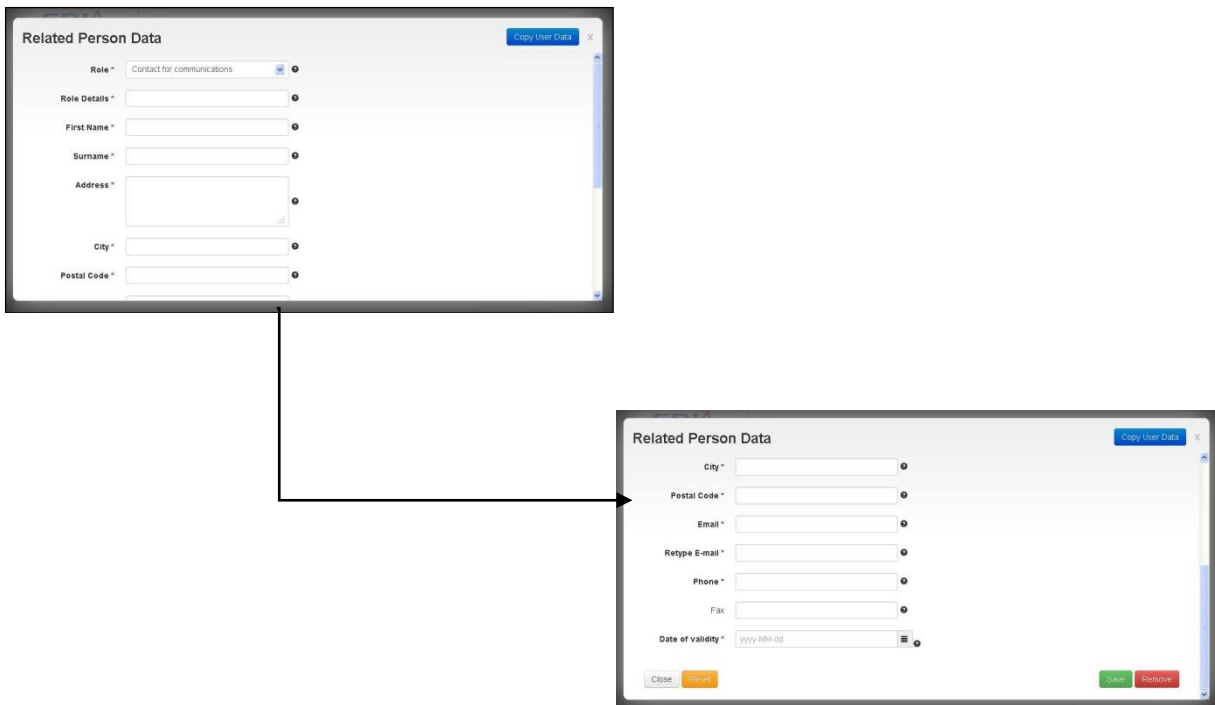 Related Person Data Copy User Data X
Role * Contact for communications
Role Details *
First Name *
Surname *
Address *
City *
Postal Code *
Related Person Data Copy User Data X
City *
Postal Code *
Email *
Retype E-mail *
Phone *
Fax
Date of validity * yyyy-MM-dd
Close Reset Save Remove